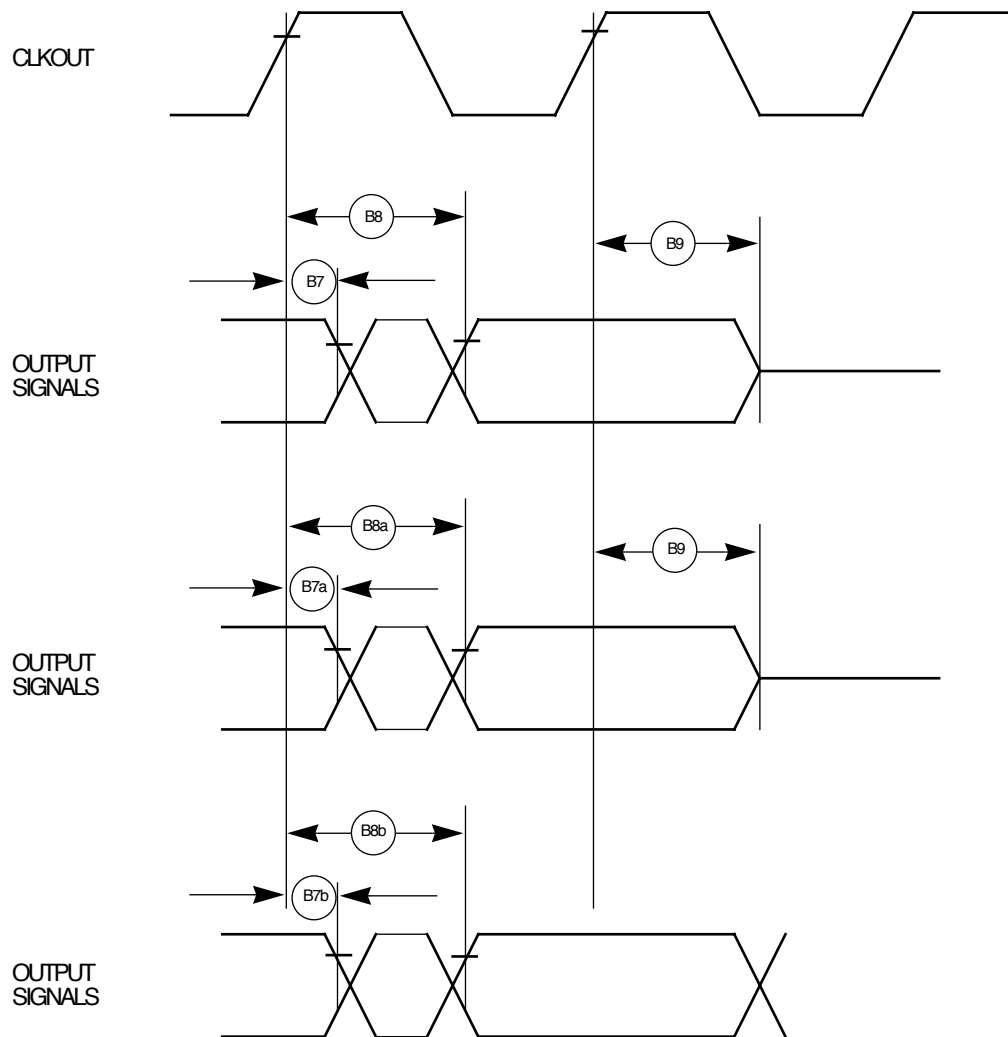 CLKOUT
B8
B9
B7
OUTPUT
SIGNALS
B8a
B9
B7a
OUTPUT
SIGNALS
B8b
B7b
OUTPUT
SIGNALS